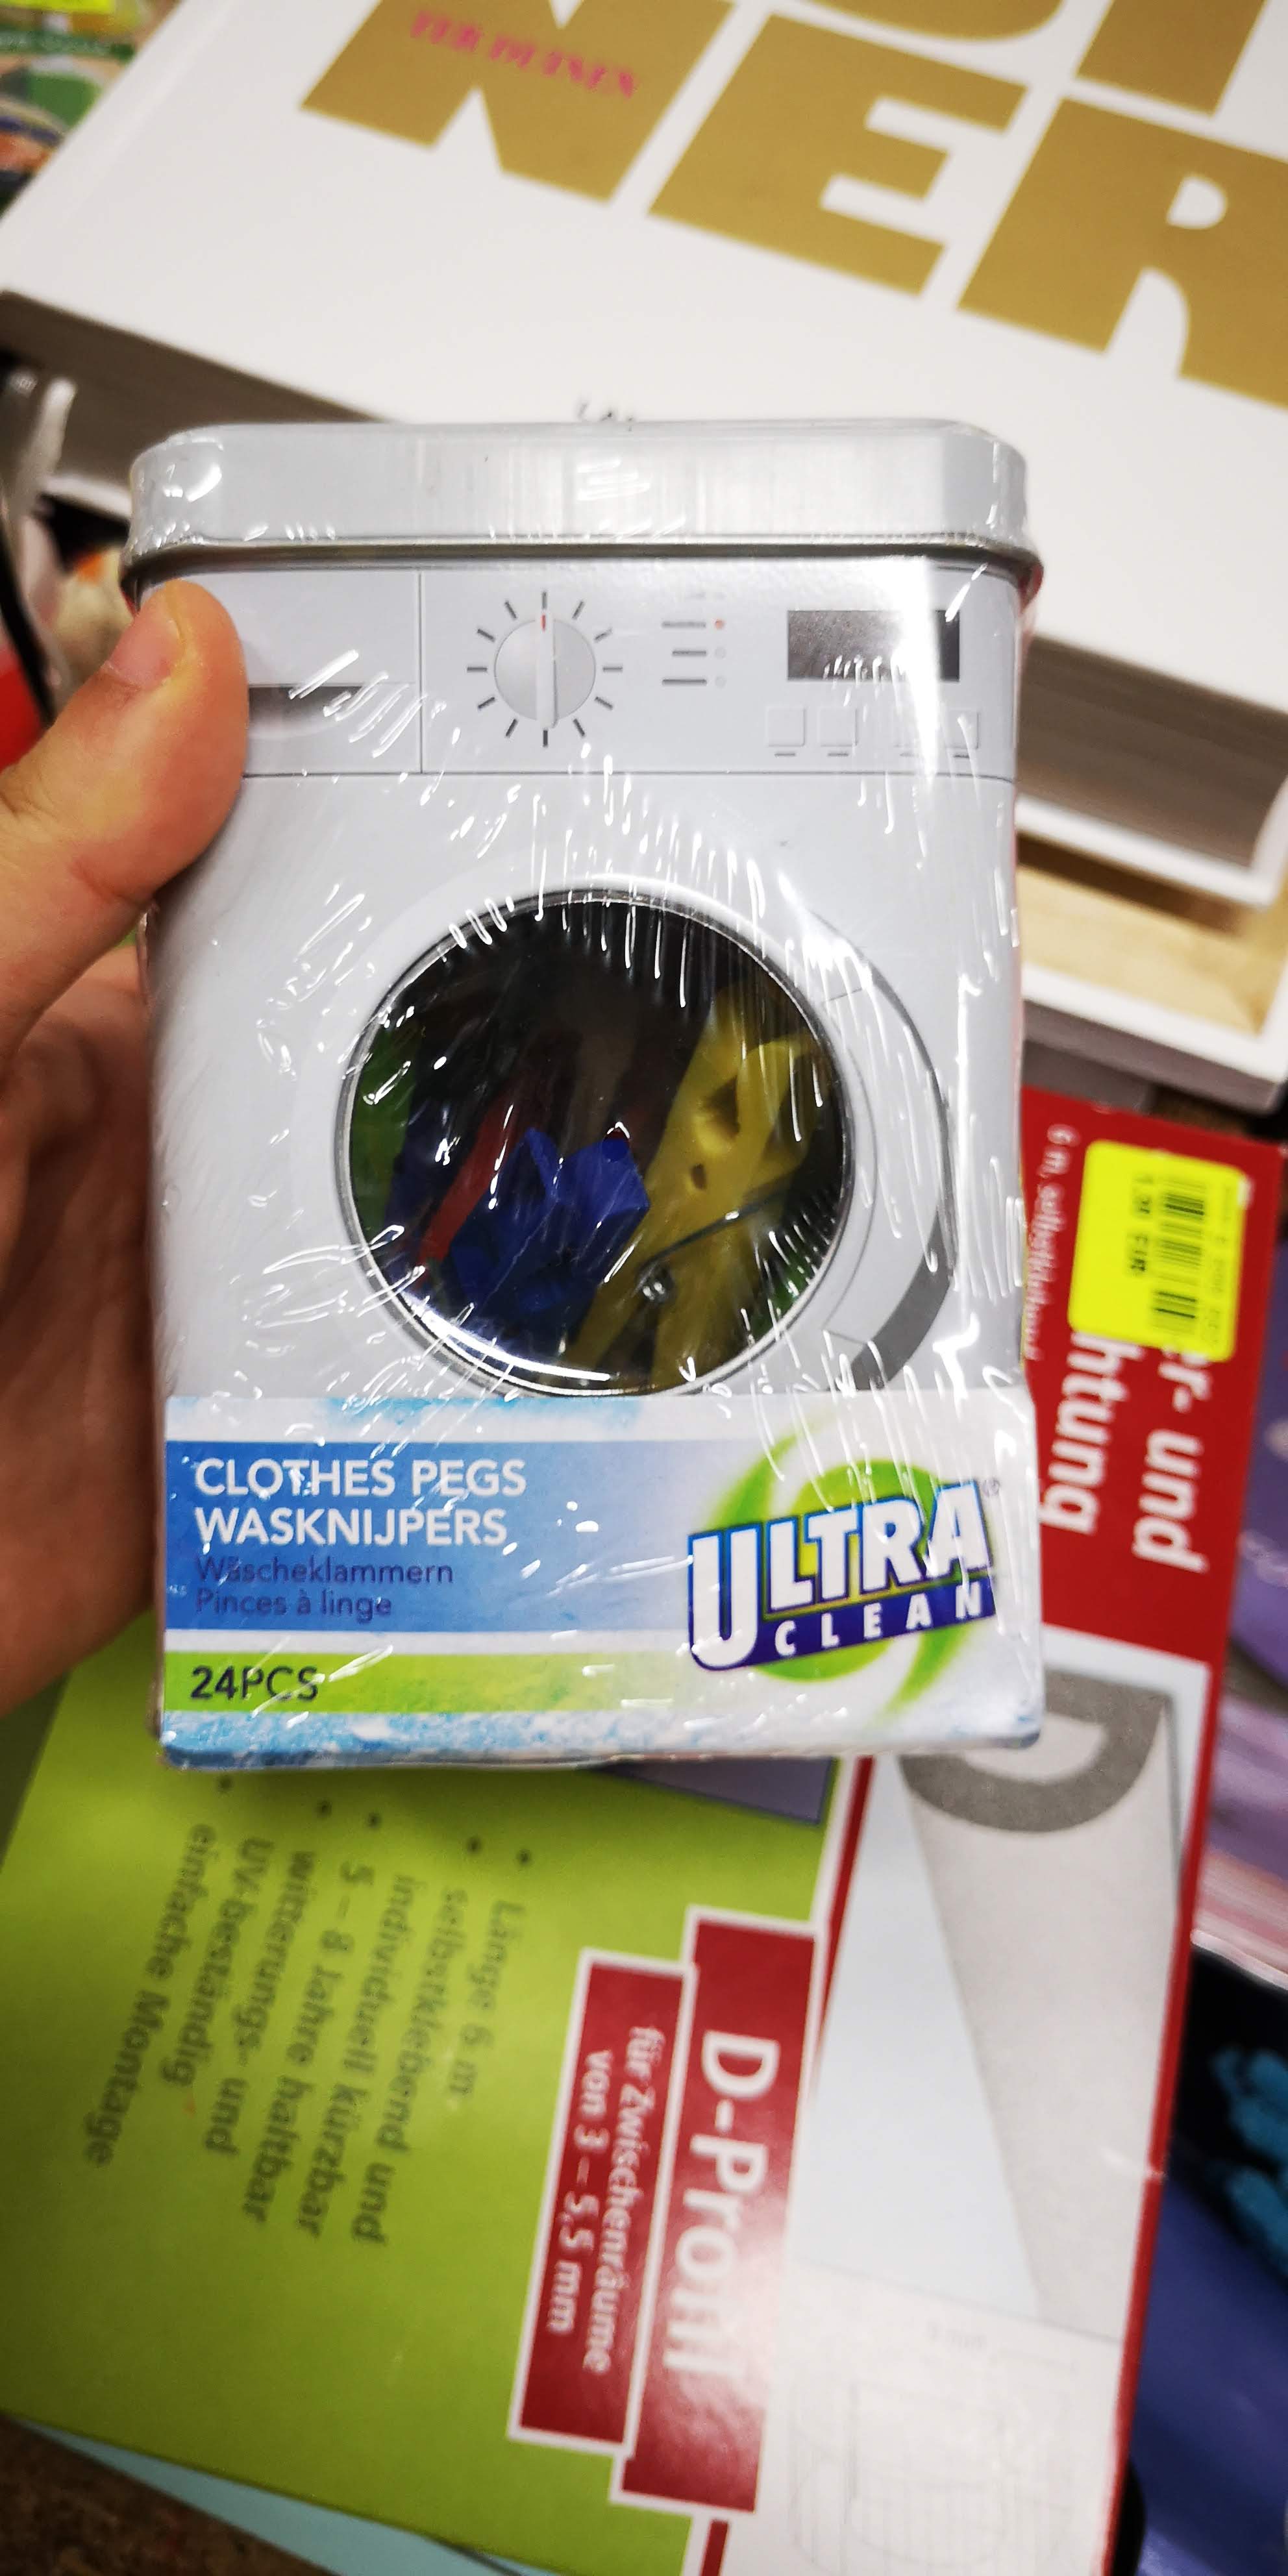 NER
CLOTHES PEGS
WASKNIJPERS
Wäscheklammern
Pinces à linge
24PCS
ULTRA
CLEAN
er- und
htung
D-Profil
für Zwischenräume
von 3 – 5,5 mm
Länge 6 m,
selbstklebend und
individuell kürzbar
5 – 8 Jahre haltbar
witterungs- und
UV-beständig
einfache Montage